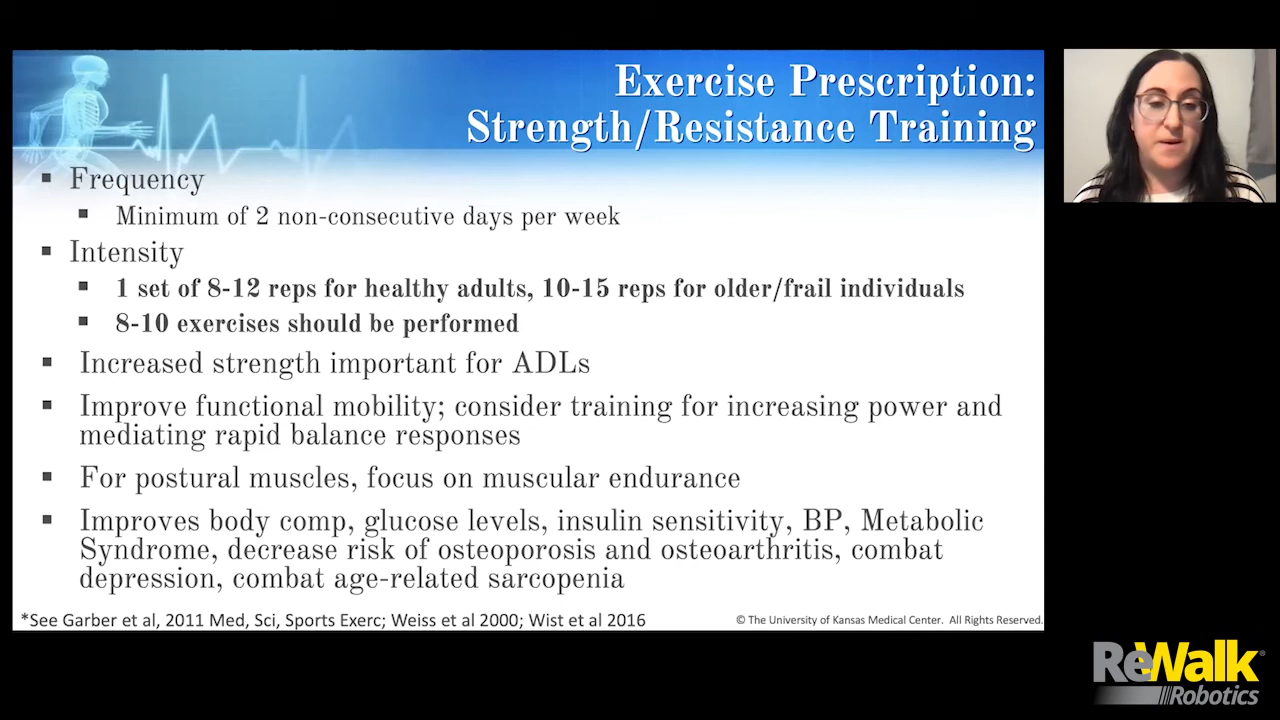 Exercise Prescription:
Strength/Resistance Training
▪ Frequency
▪ Minimum of 2 non-consecutive days per week
▪ Intensity
▪ 1 set of 8-12 reps for healthy adults, 10-15 reps for older/frail individuals
▪ 8-10 exercises should be performed
▪ Increased strength important for ADLs
▪ Improve functional mobility; consider training for increasing power and
mediating rapid balance responses
▪ For postural muscles, focus on muscular endurance
▪ Improves body comp, glucose levels, insulin sensitivity, BP, Metabolic
Syndrome, decrease risk of osteoporosis and osteoarthritis, combat
depression, combat age-related sarcopenia
*See Garber et al, 2011 Med, Sci, Sports Exerc; Weiss et al 2000; Wist et al 2016
© The University of Kansas Medical Center. All Rights Reserved.
ReWalk®
Robotics